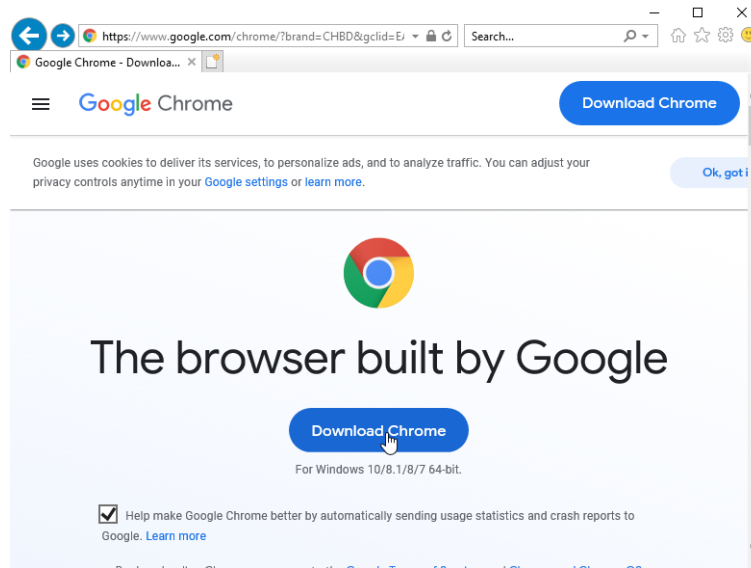 https://www.google.com/chrome/?brand=CHBD&gclid=EA
Search...
Google Chrome - Downloa...
Google Chrome
Download Chrome
Google uses cookies to deliver its services, to personalize ads, and to analyze traffic. You can adjust your
privacy controls anytime in your Google settings or learn more.
Ok, got i
The browser built by Google
Download Chrome
For Windows 10/8.1/8/7 64-bit.
Help make Google Chrome better by automatically sending usage statistics and crash reports to
Google. Learn more